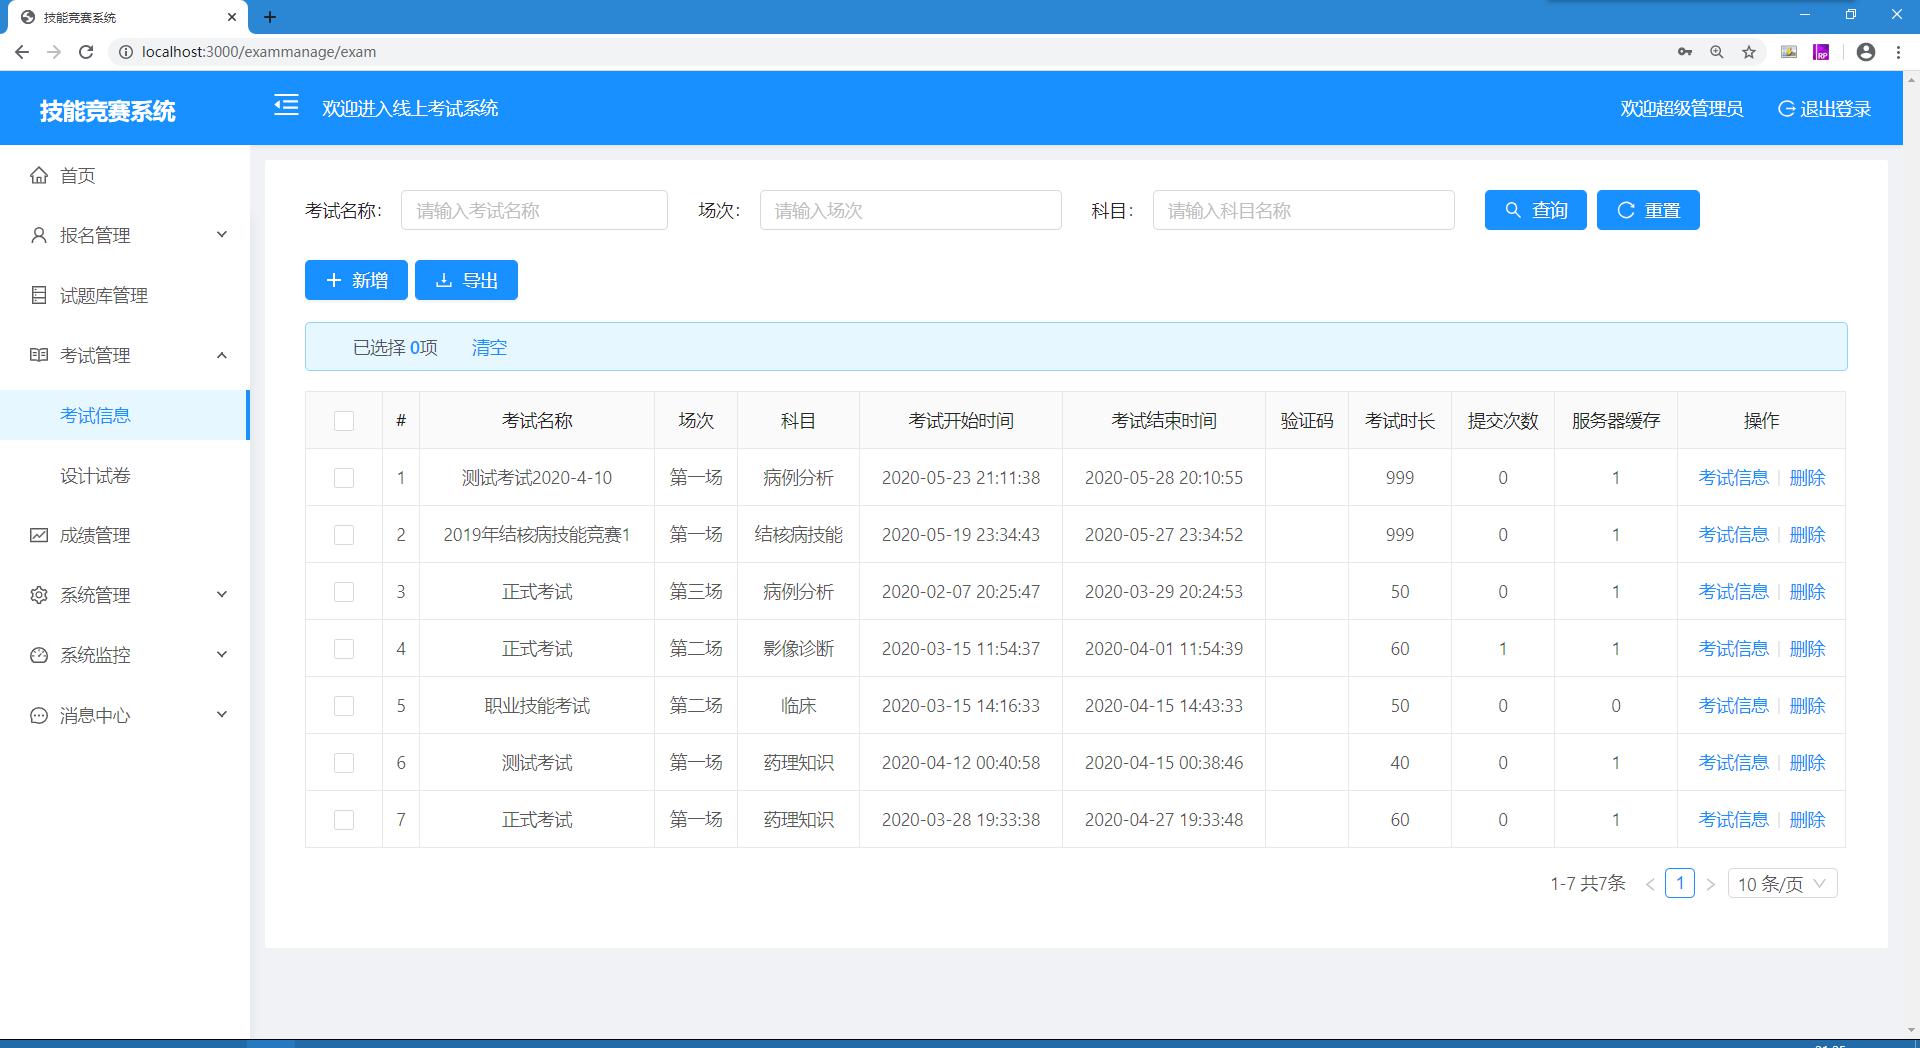 技能竞赛系统
localhost:3000/exammanage/exam
技能竞赛系统 欢迎进入线上考试系统 欢迎超级管理员 退出登录
首页
报名管理
试题库管理
考试管理
考试信息
设计试卷
成绩管理
系统管理
系统监控
消息中心
考试名称: 请输入考试名称 场次: 请输入场次 科目: 请输入科目名称 查询 重置
新增 导出
已选择 0项 清空
# 考试名称 场次 科目 考试开始时间 考试结束时间 验证码 考试时长 提交次数 服务器缓存 操作
1 测试考试2020-4-10 第一场 病例分析 2020-05-23 21:11:38 2020-05-28 20:10:55 999 0 1 考试信息 删除
2 2019年结核病技能竞赛1 第一场 结核病技能 2020-05-19 23:34:43 2020-05-27 23:34:52 999 0 1 考试信息 删除
3 正式考试 第三场 病例分析 2020-02-07 20:25:47 2020-03-29 20:24:53 50 0 1 考试信息 删除
4 正式考试 第二场 影像诊断 2020-03-15 11:54:37 2020-04-01 11:54:39 60 1 1 考试信息 删除
5 职业技能考试 第二场 临床 2020-03-15 14:16:33 2020-04-15 14:43:33 50 0 0 考试信息 删除
6 测试考试 第一场 药理知识 2020-04-12 00:40:58 2020-04-15 00:38:46 40 0 1 考试信息 删除
7 正式考试 第一场 药理知识 2020-03-28 19:33:38 2020-04-27 19:33:48 60 0 1 考试信息 删除
1-7 共7条 1 10 条/页